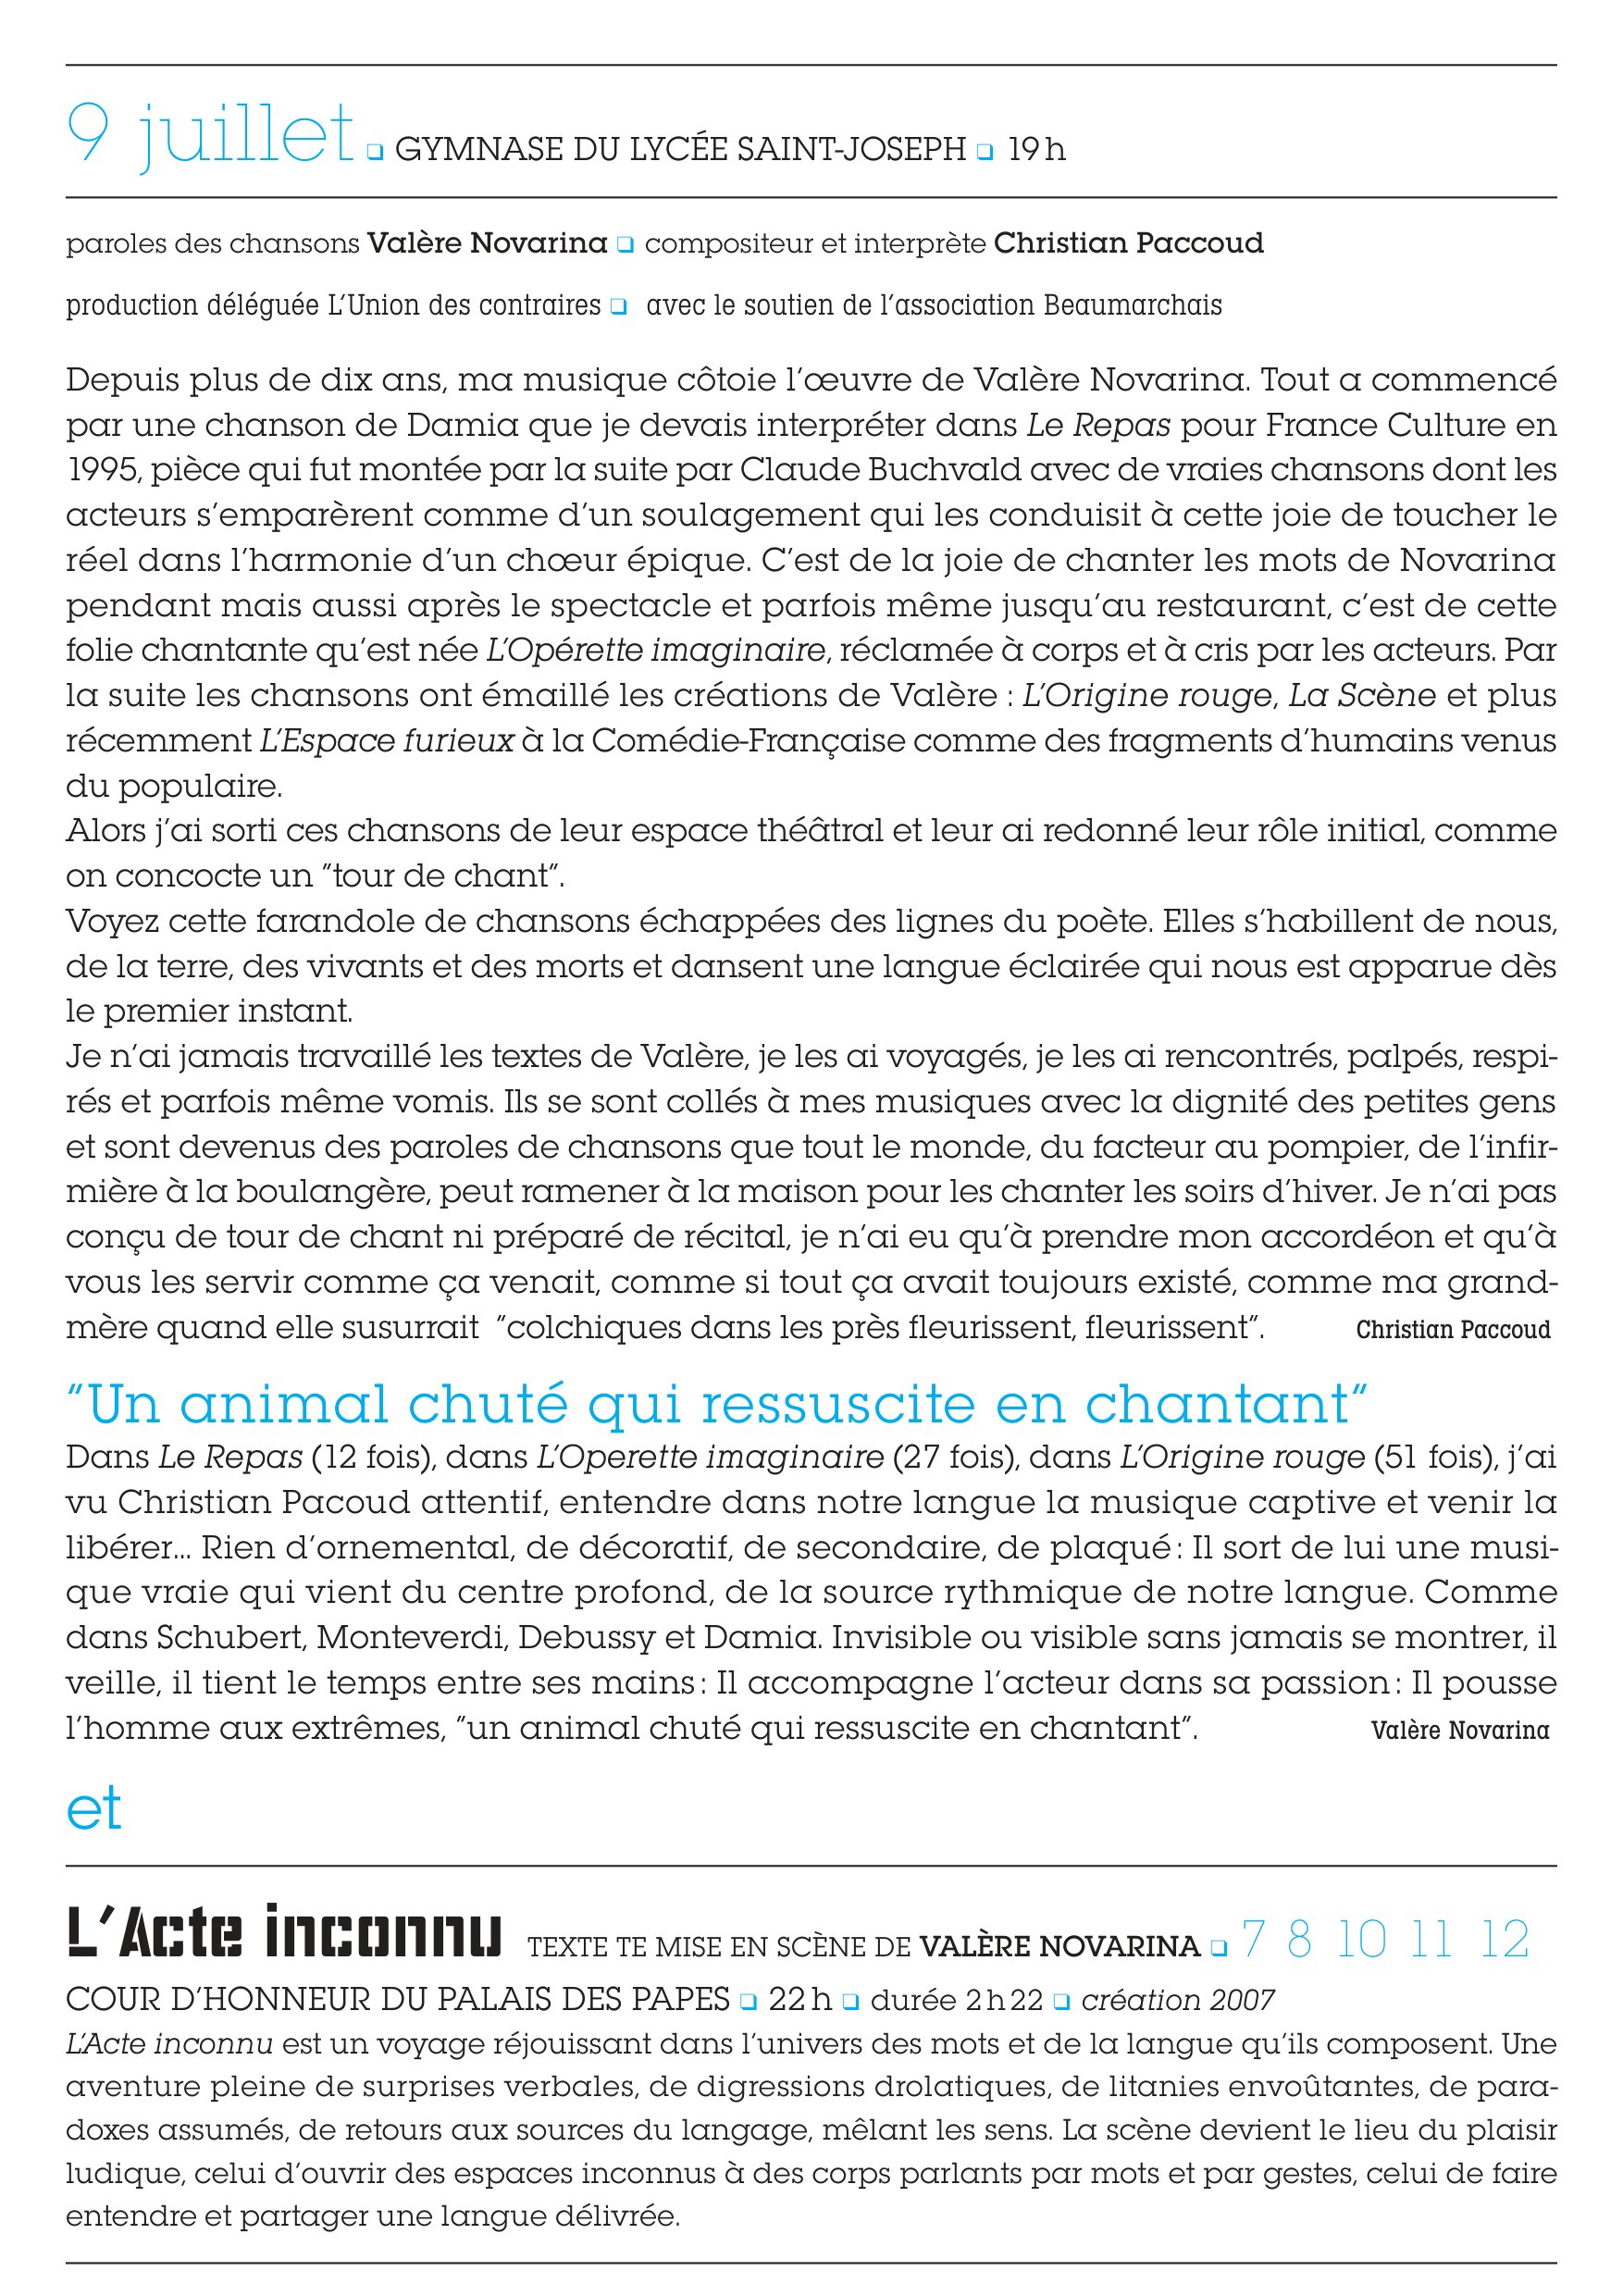 9 juillet ❏ GYMNASE DU LYCÉE SAINT-JOSEPH ❏ 19 h
paroles des chansons Valère Novarina ❏ compositeur et interprète Christian Paccoud
production déléguée L’Union des contraires ❏ avec le soutien de l’association Beaumarchais
Depuis plus de dix ans, ma musique côtoie l’œuvre de Valère Novarina. Tout a commencé
par une chanson de Damia que je devais interpréter dans Le Repas pour France Culture en
1995, pièce qui fut montée par la suite par Claude Buchvald avec de vraies chansons dont les
acteurs s’emparèrent comme d’un soulagement qui les conduisit à cette joie de toucher le
réel dans l’harmonie d’un chœur épique. C’est de la joie de chanter les mots de Novarina
pendant mais aussi après le spectacle et parfois même jusqu’au restaurant, c’est de cette
folie chantante qu’est née L’Opérette imaginaire, réclamée à corps et à cris par les acteurs. Par
la suite les chansons ont émaillé les créations de Valère : L’Origine rouge, La Scène et plus
récemment L’Espace furieux à la Comédie-Française comme des fragments d’humains venus
du populaire.
Alors j’ai sorti ces chansons de leur espace théâtral et leur ai redonné leur rôle initial, comme
on concocte un ”tour de chant”.
Voyez cette farandole de chansons échappées des lignes du poète. Elles s’habillent de nous,
de la terre, des vivants et des morts et dansent une langue éclairée qui nous est apparue dès
le premier instant.
Je n’ai jamais travaillé les textes de Valère, je les ai voyagés, je les ai rencontrés, palpés, respi-
rés et parfois même vomis. Ils se sont collés à mes musiques avec la dignité des petites gens
et sont devenus des paroles de chansons que tout le monde, du facteur au pompier, de l’infir-
mière à la boulangère, peut ramener à la maison pour les chanter les soirs d’hiver. Je n’ai pas
conçu de tour de chant ni préparé de récital, je n’ai eu qu’à prendre mon accordéon et qu’à
vous les servir comme ça venait, comme si tout ça avait toujours existé, comme ma grand-
mère quand elle susurrait ”colchiques dans les près fleurissent, fleurissent”. Christian Paccoud
”Un animal chuté qui ressuscite en chantant”
Dans Le Repas (12 fois), dans L’Operette imaginaire (27 fois), dans L’Origine rouge (51 fois), j’ai
vu Christian Pacoud attentif, entendre dans notre langue la musique captive et venir la
libérer... Rien d’ornemental, de décoratif, de secondaire, de plaqué : Il sort de lui une musi-
que vraie qui vient du centre profond, de la source rythmique de notre langue. Comme
dans Schubert, Monteverdi, Debussy et Damia. Invisible ou visible sans jamais se montrer, il
veille, il tient le temps entre ses mains : Il accompagne l’acteur dans sa passion : Il pousse
l’homme aux extrêmes, ”un animal chuté qui ressuscite en chantant”. Valère Novarina
et
L’Acte inconnu TEXTE TE MISE EN SCÈNE DE VALÈRE NOVARINA ❏ 7 8 10 11 12
COUR D’HONNEUR DU PALAIS DES PAPES ❏ 22 h ❏ durée 2 h 22 ❏ création 2007
L’Acte inconnu est un voyage réjouissant dans l’univers des mots et de la langue qu’ils composent. Une
aventure pleine de surprises verbales, de digressions drolatiques, de litanies envoûtantes, de para-
doxes assumés, de retours aux sources du langage, mêlant les sens. La scène devient le lieu du plaisir
ludique, celui d’ouvrir des espaces inconnus à des corps parlants par mots et par gestes, celui de faire
entendre et partager une langue délivrée.